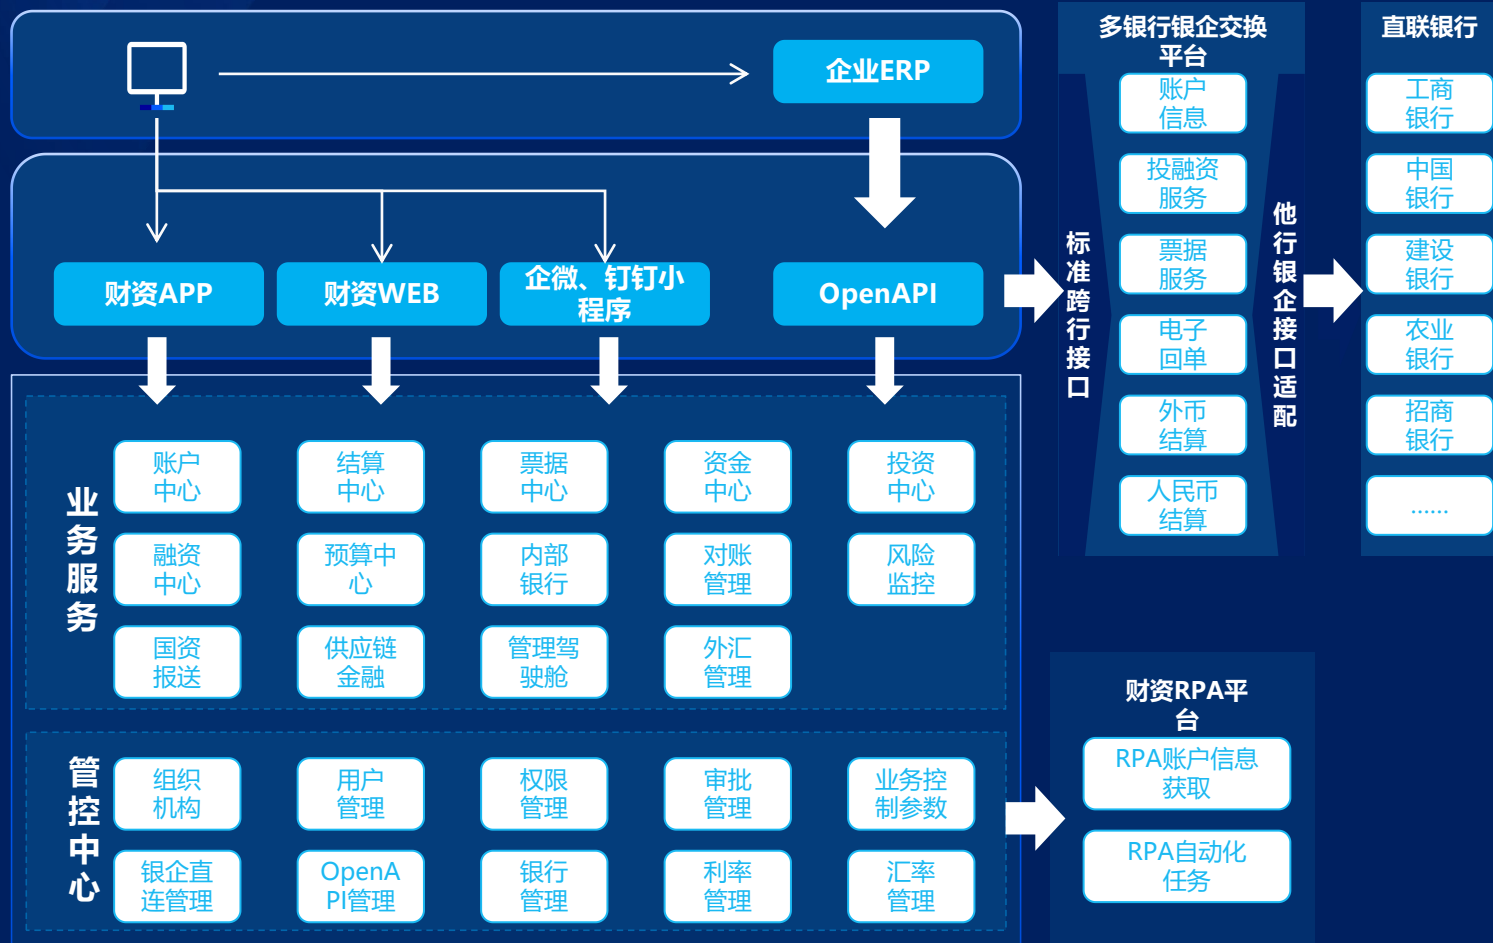 企业ERP
财资APP
财资WEB
企微、钉钉小
程序
OpenAPI
业务服务
账户
中心
结算
中心
票据
中心
资金
中心
投资
中心
融资
中心
预算中
心
内部
银行
对账
管理
风险
监控
国资
报送
供应链
金融
管理驾
驶舱
外汇
管理
管控中心
组织
机构
用户
管理
权限
管理
审批
管理
业务控
制参数
银企直
连管理
OpenA
PI管理
银行
管理
利率
管理
汇率
管理
多银行银企交换
平台
标准跨行接口
账户
信息
投融资
服务
票据
服务
电子
回单
外币
结算
人民币
结算
他行银企接口适配
直联银行
工商
银行
中国
银行
建设
银行
农业
银行
招商
银行
......
财资RPA平
台
RPA账户信息
获取
RPA自动化
任务